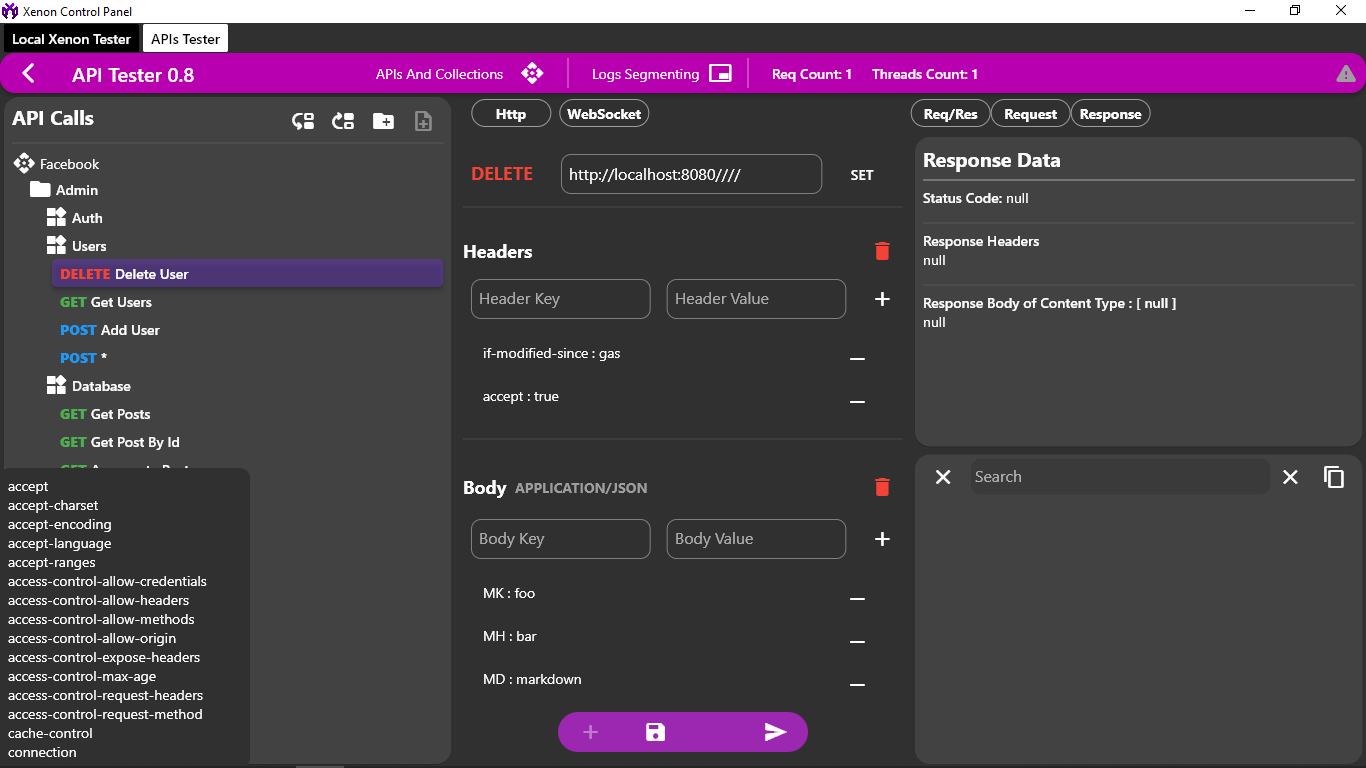 Xenon Control Panel
Local Xenon Tester
APIs Tester
API Tester 0.8
APIs And Collections
Logs Segmenting
Req Count: 1
Threads Count: 1
API Calls
Facebook
Admin
Auth
Users
DELETE Delete User
GET Get Users
POST Add User
POST *
Database
GET Get Posts
GET Get Post By Id
accept
accept-charset
accept-encoding
accept-language
accept-ranges
access-control-allow-credentials
access-control-allow-headers
access-control-allow-methods
access-control-allow-origin
access-control-expose-headers
access-control-max-age
access-control-request-headers
access-control-request-method
cache-control
connection
Http
WebSocket
DELETE
http://localhost:8080////
SET
Headers
Header Key
Header Value
if-modified-since : gas
accept : true
Body APPLICATION/JSON
Body Key
Body Value
MK : foo
MH : bar
MD : markdown
Req/Res
Request
Response
Response Data
Status Code: null
Response Headers
null
Response Body of Content Type : [ null ]
null
Search